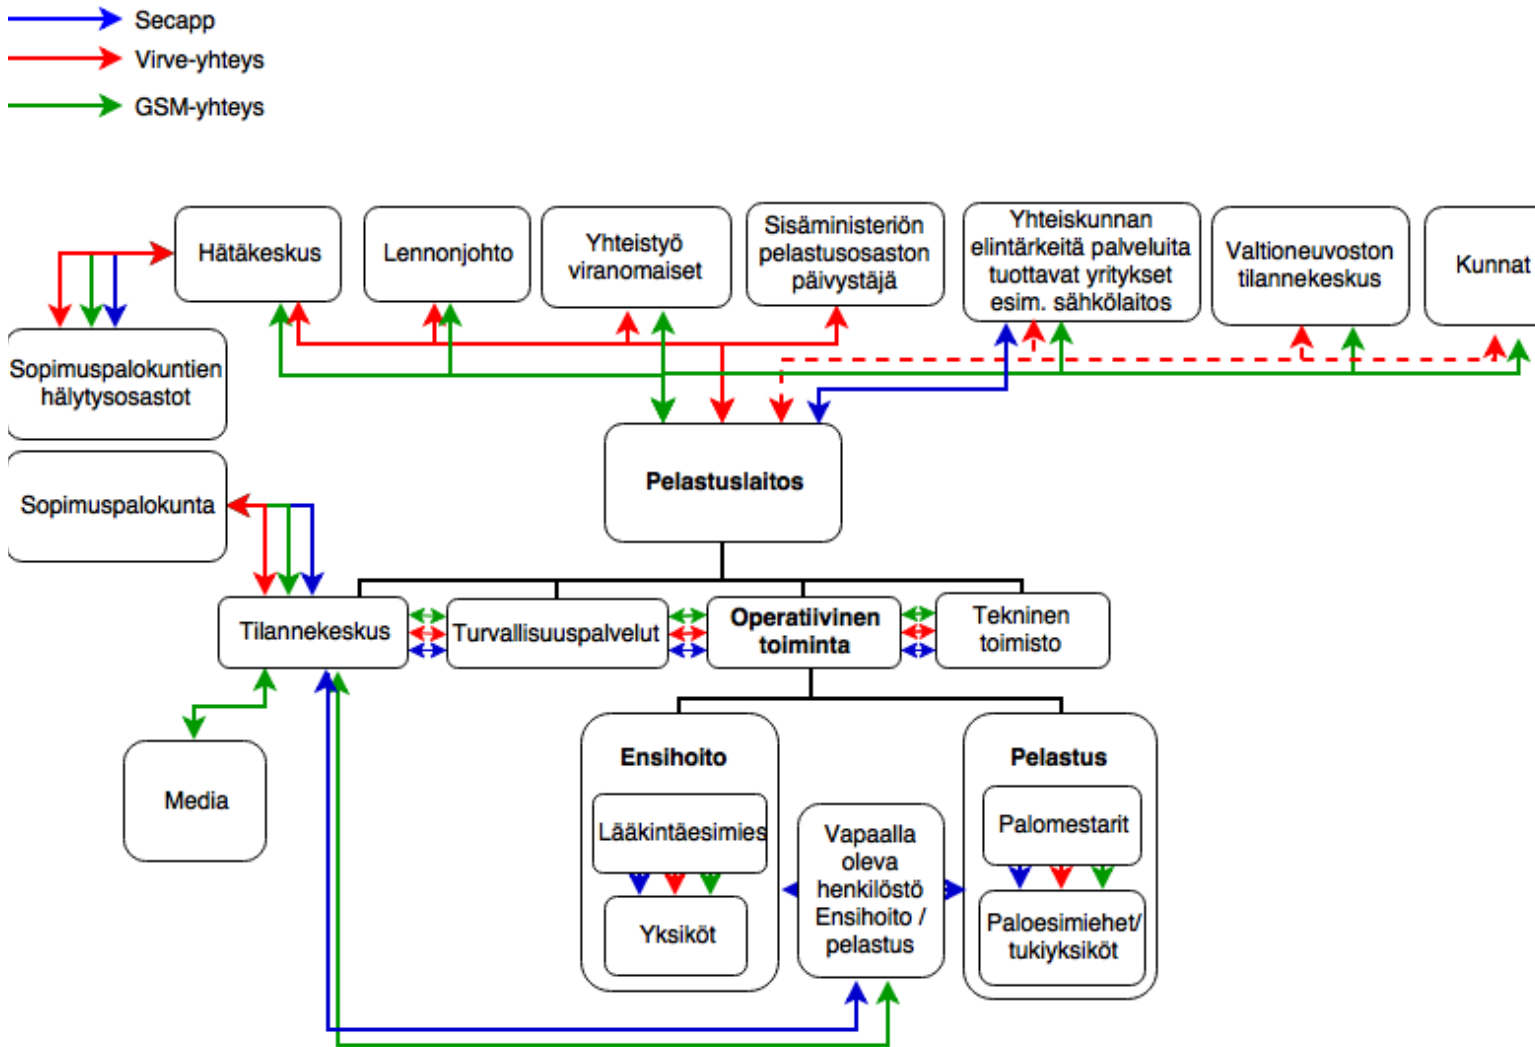 Secapp
Virve-yhteys
GSM-yhteys
Hätäkeskus
Lennonjohto
Yhteistyö
viranomaiset
Sisäministeriön
pelastusosaston
päivystäjä
Yhteiskunnan
elintärkeitä palveluita
tuottavat yritykset
esim. sähkölaitos
Valtioneuvoston
tilannekeskus
Kunnat
Sopimuspalokuntien
hälytysosastot
Sopimuspalokunta
Pelastuslaitos
Tilannekeskus
Turvallisuuspalvelut
Operatiivinen
toiminta
Tekninen
toimisto
Media
Ensihoito
Lääkintäesimies
Yksiköt
Vapaalla
oleva
henkilöstö
Ensihoito /
pelastus
Pelastus
Palomestarit
Paloesimiehet/
tukiyksiköt